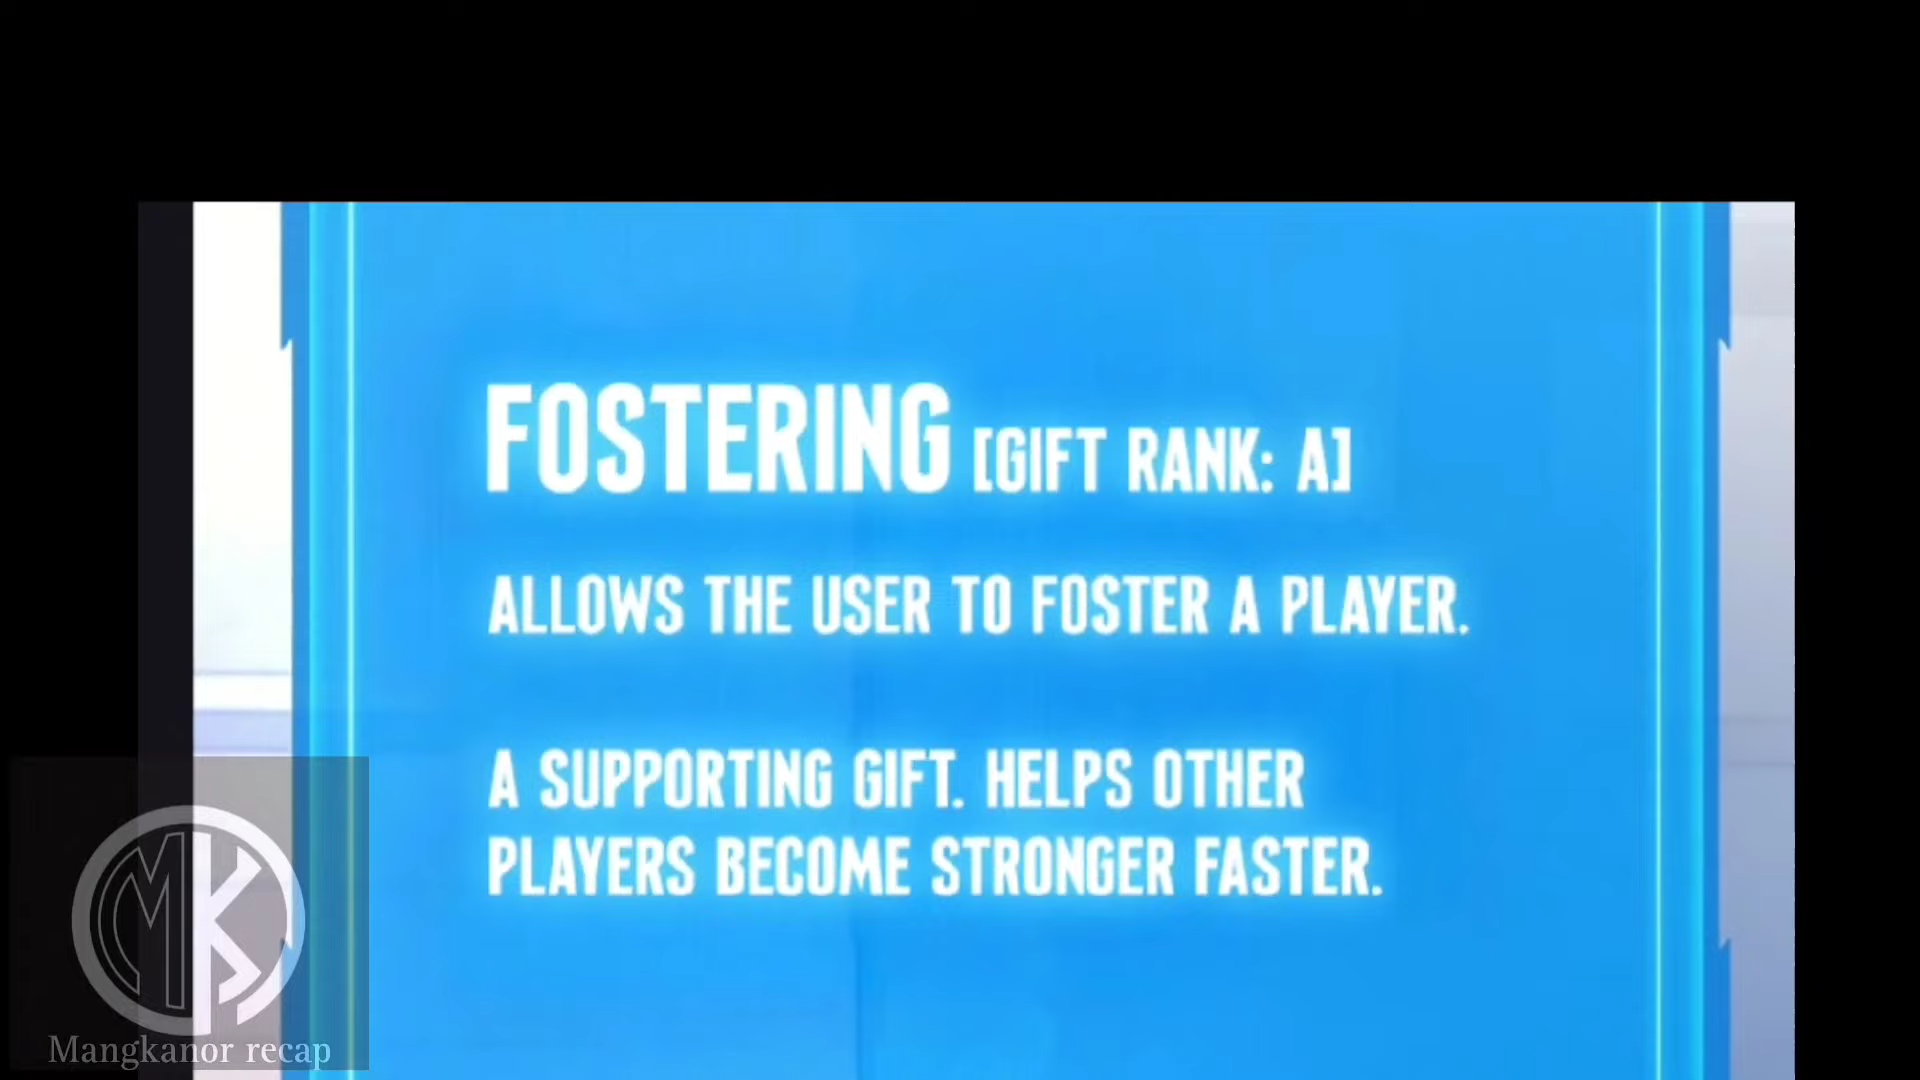 FOSTERING [GIFT RANK: A]
ALLOWS THE USER TO FOSTER A PLAYER.
A SUPPORTING GIFT. HELPS OTHER
PLAYERS BECOME STRONGER FASTER.
MK
Mangkanor recap